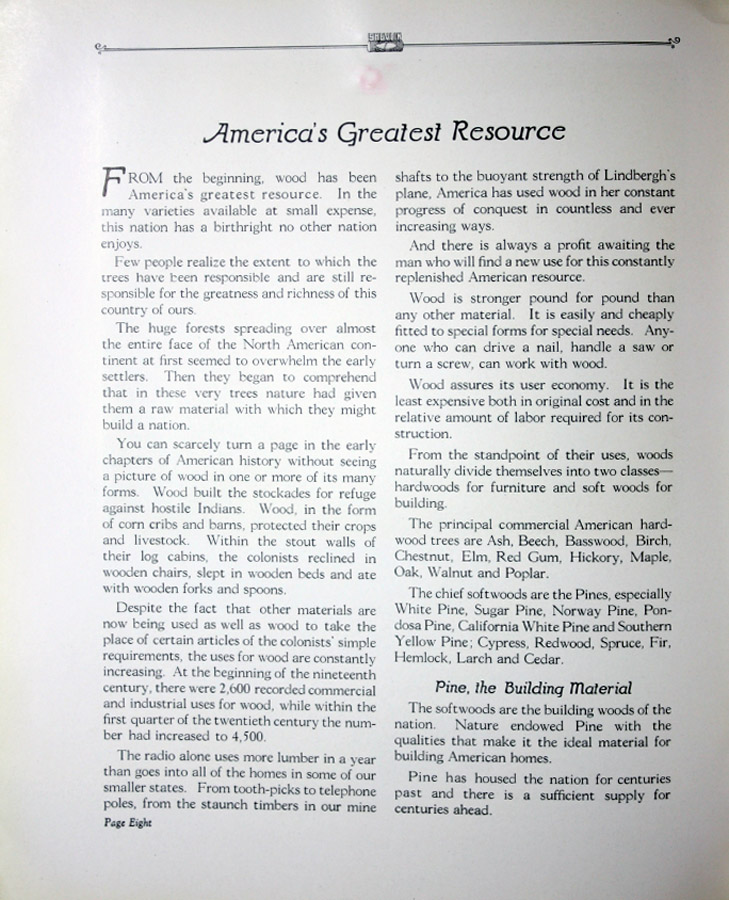 America's Greatest Resource
FROM the beginning, wood has been
America's greatest resource. In the
many varieties available at small expense,
this nation has a birthright no other nation
enjoys.
Few people realize the extent to which the
trees have been responsible and are still re-
sponsible for the greatness and richness of this
country of ours.
The huge forests spreading over almost
the entire face of the North American con-
tinent at first seemed to overwhelm the early
settlers. Then they began to comprehend
that in these very trees nature had given
them a raw material with which they might
build a nation.
You can scarcely turn a page in the early
chapters of American history without seeing
a picture of wood in one or more of its many
forms. Wood built the stockades for refuge
against hostile Indians. Wood, in the form
of corn cribs and barns, protected their crops
and livestock. Within the stout walls of
their log cabins, the colonists reclined in
wooden chairs, slept in wooden beds and ate
with wooden forks and spoons.
Despite the fact that other materials are
now being used as well as wood to take the
place of certain articles of the colonists' simple
requirements, the uses for wood are constantly
increasing. At the beginning of the nineteenth
century, there were 2,600 recorded commercial
and industrial uses for wood, while within the
first quarter of the twentieth century the num-
ber had increased to 4,500.
The radio alone uses more lumber in a year
than goes into all of the homes in some of our
smaller states. From tooth-picks to telephone
poles, from the staunch timbers in our mine
Page Eight
shafts to the buoyant strength of Lindbergh's
plane, America has used wood in her constant
progress of conquest in countless and ever
increasing ways.
And there is always a profit awaiting the
man who will find a new use for this constantly
replenished American resource.
Wood is stronger pound for pound than
any other material. It is easily and cheaply
fitted to special forms for special needs. Any-
one who can drive a nail, handle a saw or
turn a screw, can work with wood.
Wood assures its user economy. It is the
least expensive both in original cost and in the
relative amount of labor required for its con-
struction.
From the standpoint of their uses, woods
naturally divide themselves into two classes—
hardwoods for furniture and soft woods for
building.
The principal commercial American hard-
wood trees are Ash, Beech, Basswood, Birch,
Chestnut, Elm, Red Gum, Hickory, Maple,
Oak, Walnut and Poplar.
The chief softwoods are the Pines, especially
White Pine, Sugar Pine, Norway Pine, Pon-
dosa Pine, California White Pine and Southern
Yellow Pine; Cypress, Redwood, Spruce, Fir,
Hemlock, Larch and Cedar.
Pine, the Building Material
The softwoods are the building woods of the
nation. Nature endowed Pine with the
qualities that make it the ideal material for
building American homes.
Pine has housed the nation for centuries
past and there is a sufficient supply for
centuries ahead.